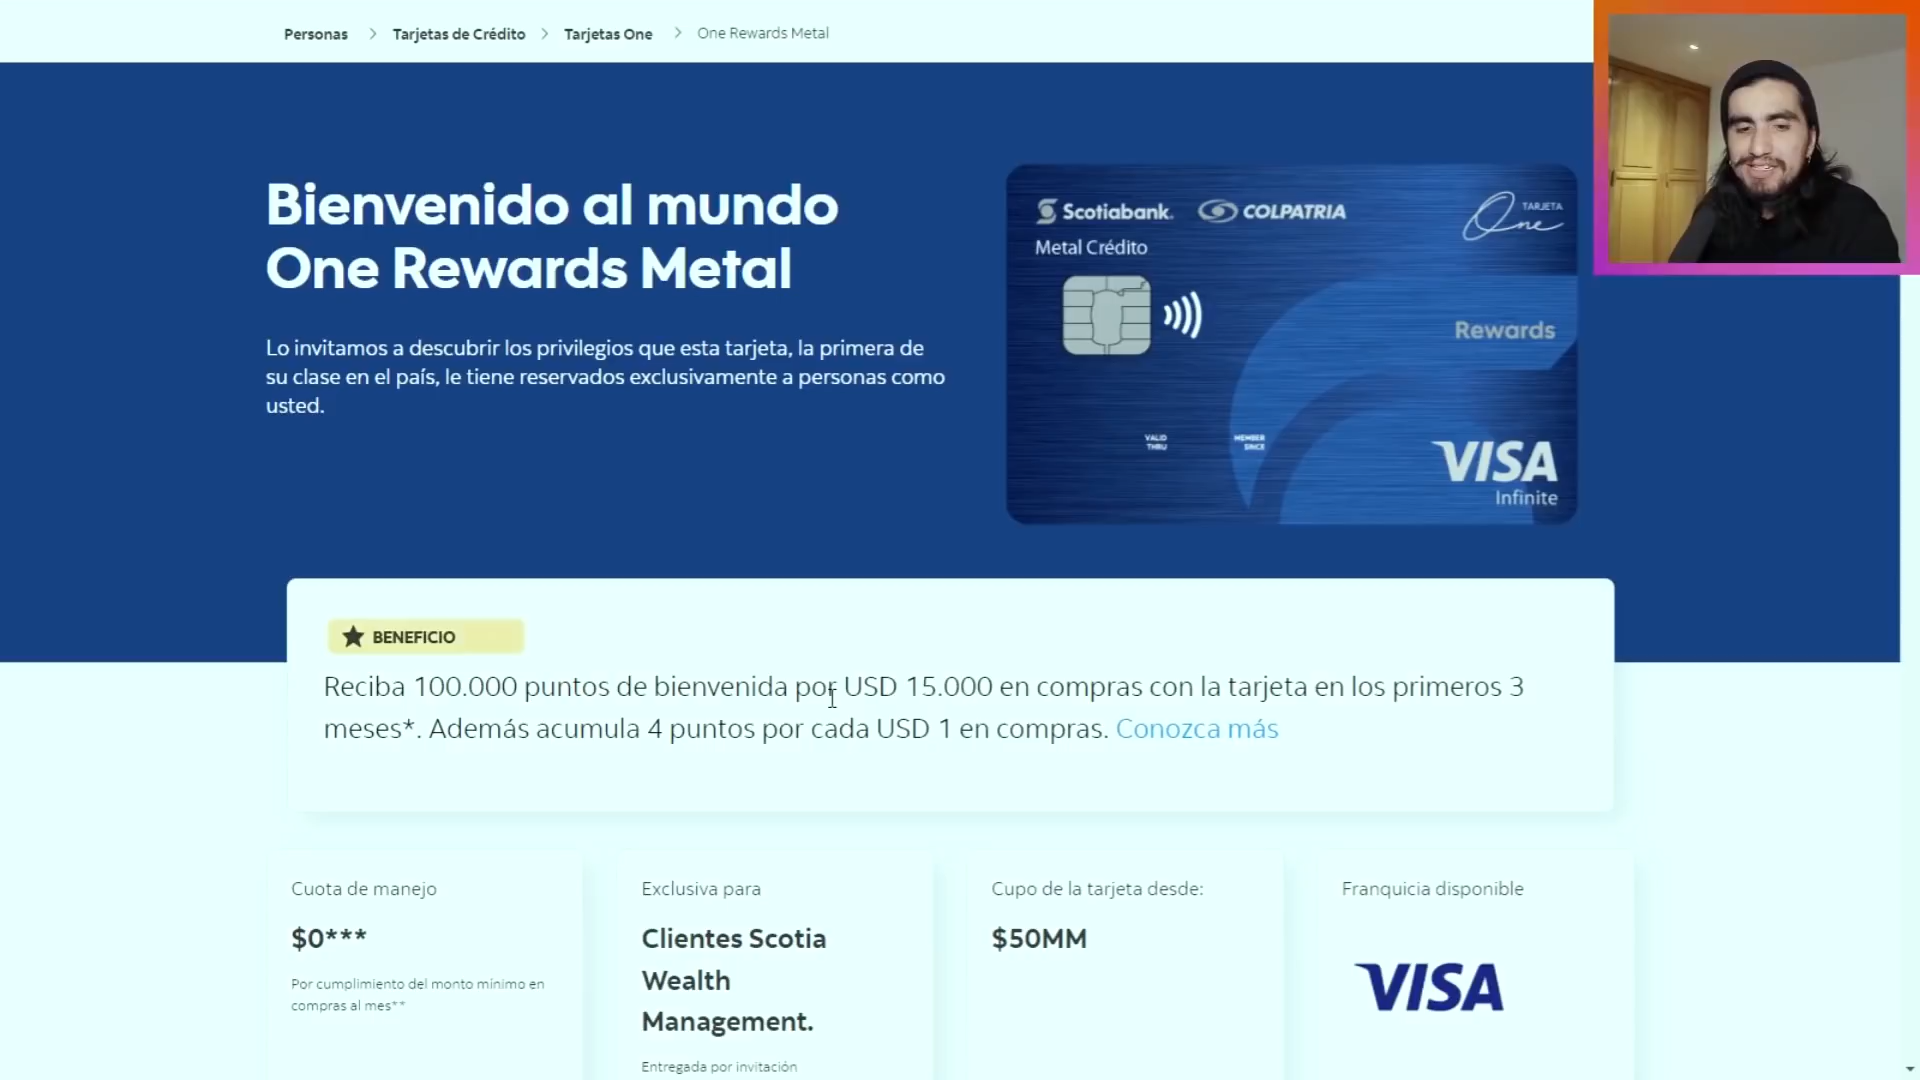 Personas > Tarjetas de Crédito > Tarjetas One > One Rewards Metal
Bienvenido al mundo
One Rewards Metal
Lo invitamos a descubrir los privilegios que esta tarjeta, la primera de
su clase en el país, le tiene reservados exclusivamente a personas como
usted.
Scotiabank. COLPATRIA
TARJETA
One
Metal Crédito
Rewards
VALID
THRU
MEMBER
SINCE
VISA
Infinite
BENEFICIO
Reciba 100.000 puntos de bienvenida por USD 15.000 en compras con la tarjeta en los primeros 3
meses*. Además acumula 4 puntos por cada USD 1 en compras. Conozca más
Cuota de manejo
$0***
Por cumplimiento del monto mínimo en
compras al mes**
Exclusiva para
Clientes Scotia
Wealth
Management.
Entregada por invitación
Cupo de la tarjeta desde:
$50MM
Franquicia disponible
VISA